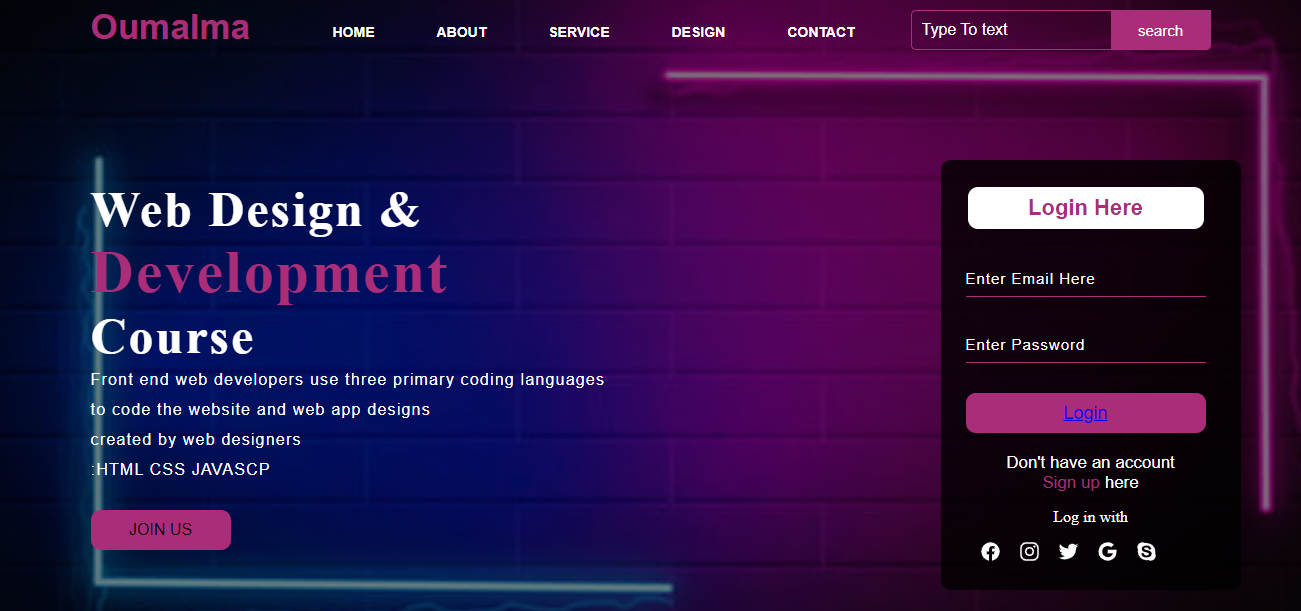 Oumalma
HOME ABOUT SERVICE DESIGN CONTACT
Type To text search
Web Design &
Development
Course
Front end web developers use three primary coding languages
to code the website and web app designs
created by web designers
:HTML CSS JAVASCP
JOIN US
Login Here
Enter Email Here
Enter Password
Login
Don't have an account
Sign up here
Log in with